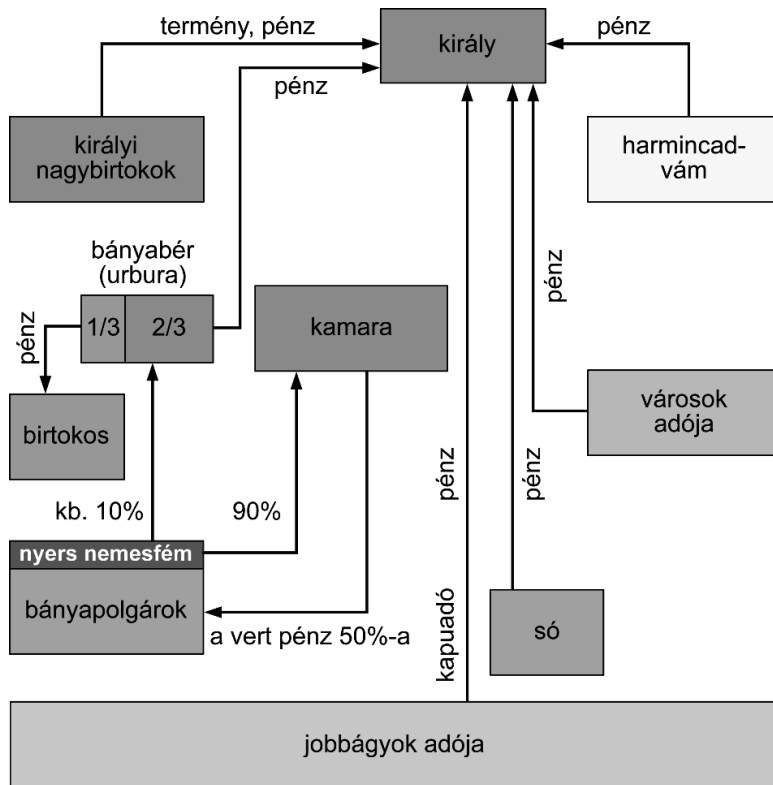 termény, pénz
király
pénz
pénz
királyi
nagybirtokok
harmincad-
vám
bányabér
(urbura)
1/3
2/3
kamara
pénz
pénz
birtokos
városok
adója
kb. 10%
90%
pénz
pénz
nyers nemesfém
bányapolgárok
a vert pénz 50%-a
kapuadó
só
jobbágyok adója